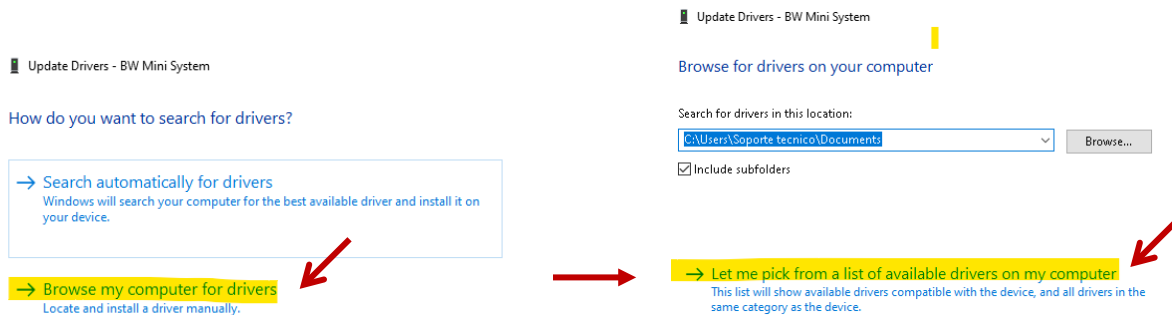 Update Drivers - BW Mini System
How do you want to search for drivers?
Search automatically for drivers
Windows will search your computer for the best available driver and install it on
your device.
Browse my computer for drivers
Locate and install a driver manually.
Update Drivers - BW Mini System
Browse for drivers on your computer
Search for drivers in this location:
C:\Users\Soporte tecnico\Documents
Browse...
Include subfolders
Let me pick from a list of available drivers on my computer
This list will show available drivers compatible with the device, and all drivers in the
same category as the device.